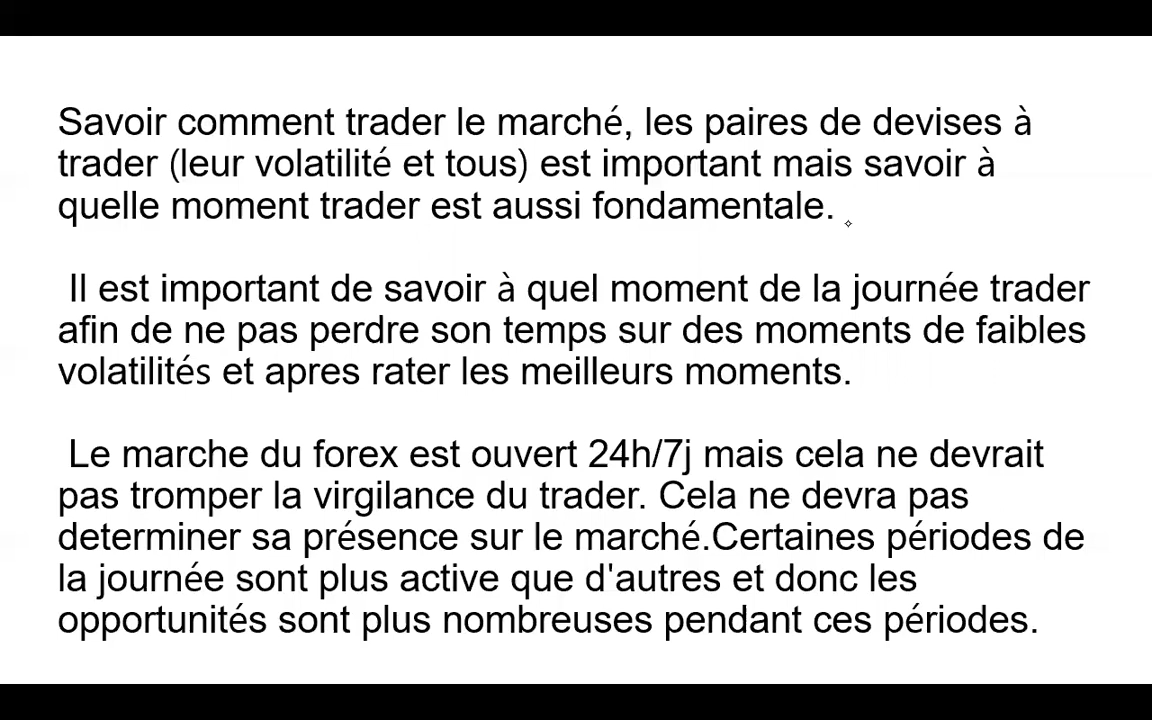 Savoir comment trader le marché, les paires de devises à
trader (leur volatilité et tous) est important mais savoir à
quelle moment trader est aussi fondamentale.
Il est important de savoir à quel moment de la journée trader
afin de ne pas perdre son temps sur des moments de faibles
volatilités et apres rater les meilleurs moments.
Le marche du forex est ouvert 24h/7j mais cela ne devrait
pas tromper la virgilance du trader. Cela ne devra pas
determiner sa présence sur le marché.Certaines périodes de
la journée sont plus active que d'autres et donc les
opportunités sont plus nombreuses pendant ces périodes.